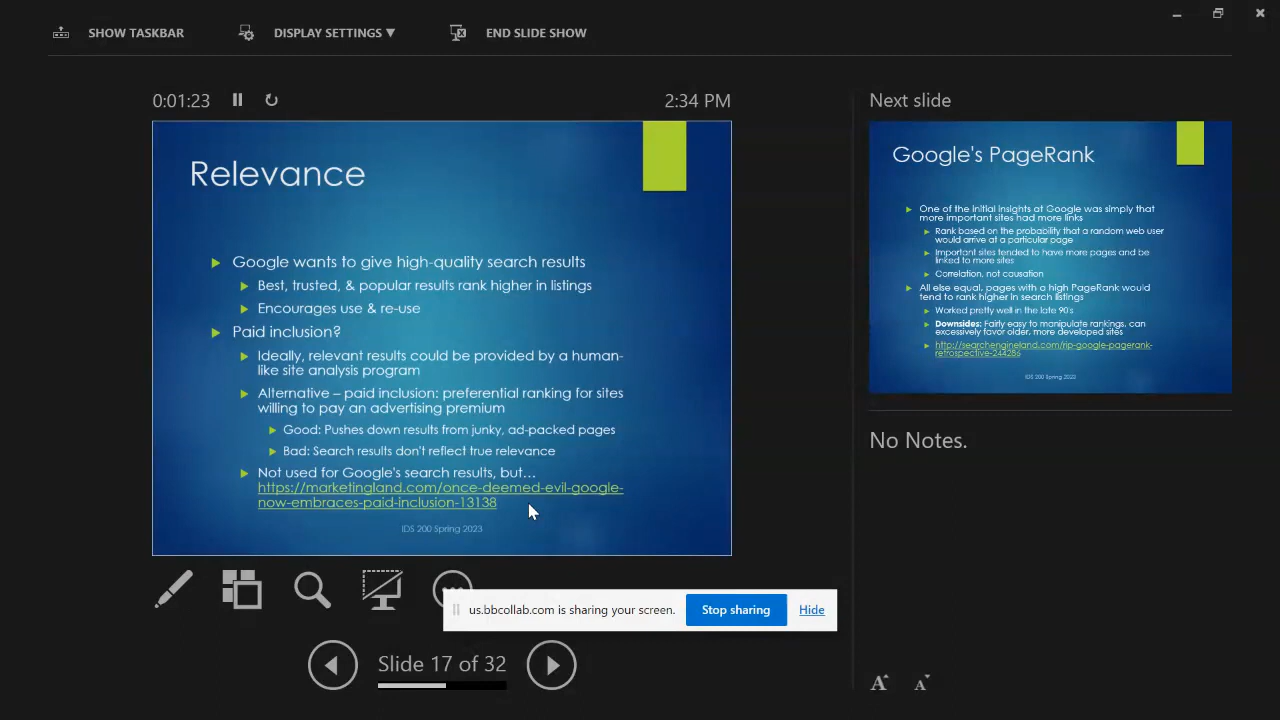 SHOW TASKBAR
DISPLAY SETTINGS ▼
END SLIDE SHOW
0:01:23
2:34 PM
Relevance
Google wants to give high-quality search results
Best, trusted, & popular results rank higher in listings
Encourages use & re-use
Paid inclusion?
Ideally, relevant results could be provided by a human-
like site analysis program
Alternative – paid inclusion: preferential ranking for sites
willing to pay an advertising premium
Good: Pushes down results from junky, ad-packed pages
Bad: Search results don't reflect true relevance
Not used for Google's search results, but...
https://marketingland.com/once-deemed-evil-google-
now-embraces-paid-inclusion-13138
IDS 200 Spring 2023
Next slide
Google's PageRank
One of the initial insights at Google was simply that
more important sites had more links
Rank based on the probability that a random web user
would arrive at a particular page
Important sites tended to have more pages and be
linked to more sites
Correlation, not causation
All else equal, pages with a high PageRank would
tend to rank higher in search listings
Worked pretty well in the late 90's
Downsides: Fairly easy to manipulate rankings, can
excessively favor older, more developed sites
http://searchengineland.com/rip-google-pagerank-
retrospective-244286
IDS 200 Spring 2023
No Notes.
us.bbcollab.com is sharing your screen.
Stop sharing
Hide
Slide 17 of 32
A A